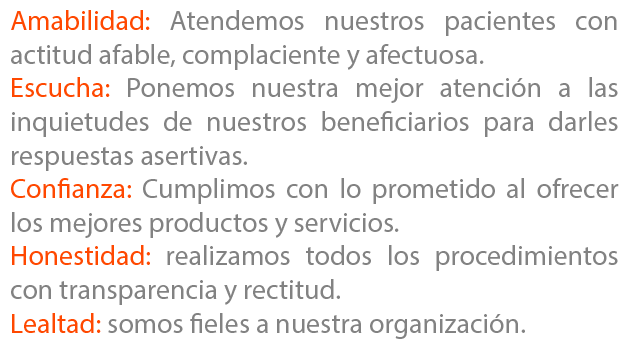 Amabilidad: Atendemos nuestros pacientes con
actitud afable, complaciente y afectuosa.
Escucha: Ponemos nuestra mejor atención a las
inquietudes de nuestros beneficiarios para darles
respuestas asertivas.
Confianza: Cumplimos con lo prometido al ofrecer
los mejores productos y servicios.
Honestidad: realizamos todos los procedimientos
con transparencia y rectitud.
Lealtad: somos fieles a nuestra organización.